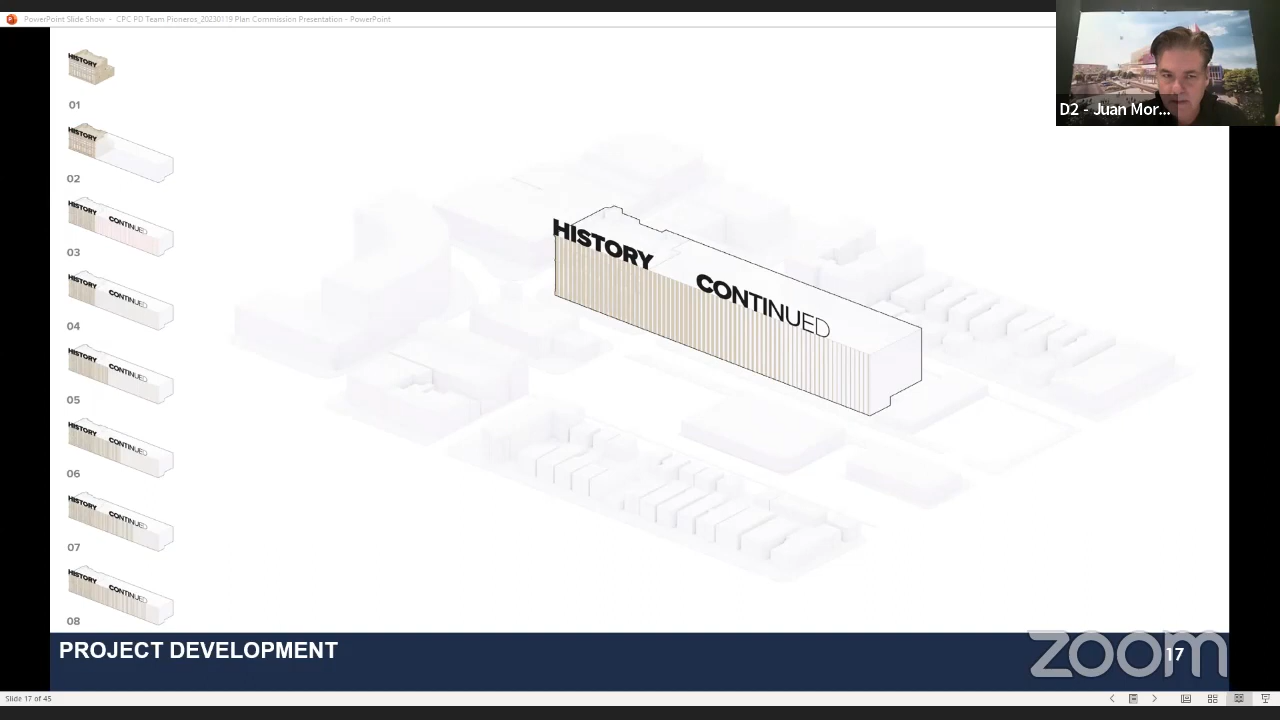 PowerPoint Slide Show - CPC PD Team Pioneros_20230119 Plan Commission Presentation - PowerPoint
D2 - Juan Mor...
HISTORY
01
HISTORY
02
HISTORY CONTINUED
03
HISTORY CONTINUED
04
HISTORY CONTINUED
05
HISTORY CONTINUED
06
HISTORY CONTINUED
07
HISTORY CONTINUED
08
HISTORY CONTINUED
PROJECT DEVELOPMENT
17
zoom
Slide 17 of 45